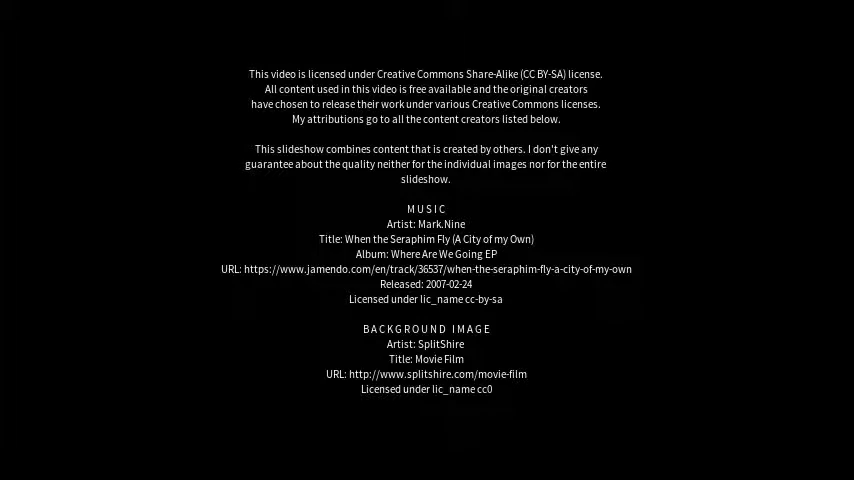 This video is licensed under Creative Commons Share-Alike (CC BY-SA) license.
All content used in this video is free available and the original creators
have chosen to release their work under various Creative Commons licenses.
My attributions go to all the content creators listed below.
This slideshow combines content that is created by others. I don't give any
guarantee about the quality neither for the individual images nor for the entire
slideshow.
MUSIC
Artist: Mark.Nine
Title: When the Seraphim Fly (A City of my Own)
Album: Where Are We Going EP
URL: https://www.jamendo.com/en/track/36537/when-the-seraphim-fly-a-city-of-my-own
Released: 2007-02-24
Licensed under lic_name cc-by-sa
BACKGROUND IMAGE
Artist: SplitShire
Title: Movie Film
URL: http://www.splitshire.com/movie-film
Licensed under lic_name cc0